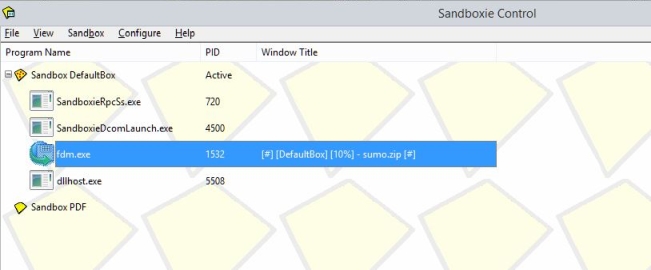 Sandboxie Control
File View Sandbox Configure Help
Program Name PID Window Title
Sandbox DefaultBox Active
SandboxieRpcSs.exe 720
SandboxieDcomLaunch.exe 4500
fdm.exe 1532 [#] [DefaultBox] [10%] - sumo.zip [#]
dllhost.exe 5508
Sandbox PDF